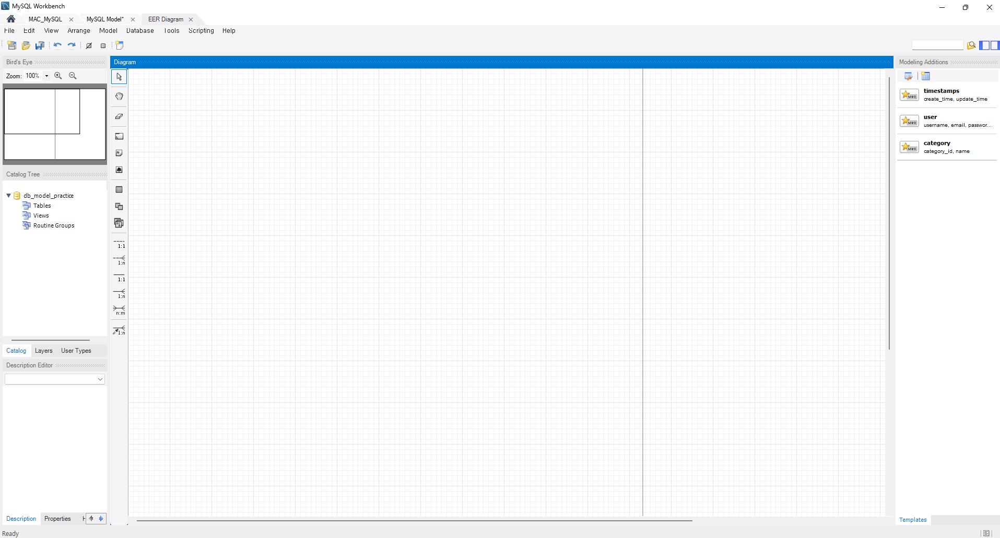 MySQL Workbench
MAC_MySQL
MySQL Model*
EER Diagram
File Edit View Arrange Model Database Tools Scripting Help
Bird's Eye
Zoom: 100%
Catalog Tree
db_model_practice
Tables
Views
Routine Groups
Catalog Layers User Types
Description Editor
Description Properties H
Ready
Diagram
1:1
1:n
1:1
1:n
n:m
1:n
Modeling Additions
MWB
timestamps
create_time, update_time
MWB
user
username, email, passwor...
MWB
category
category_id, name
Templates